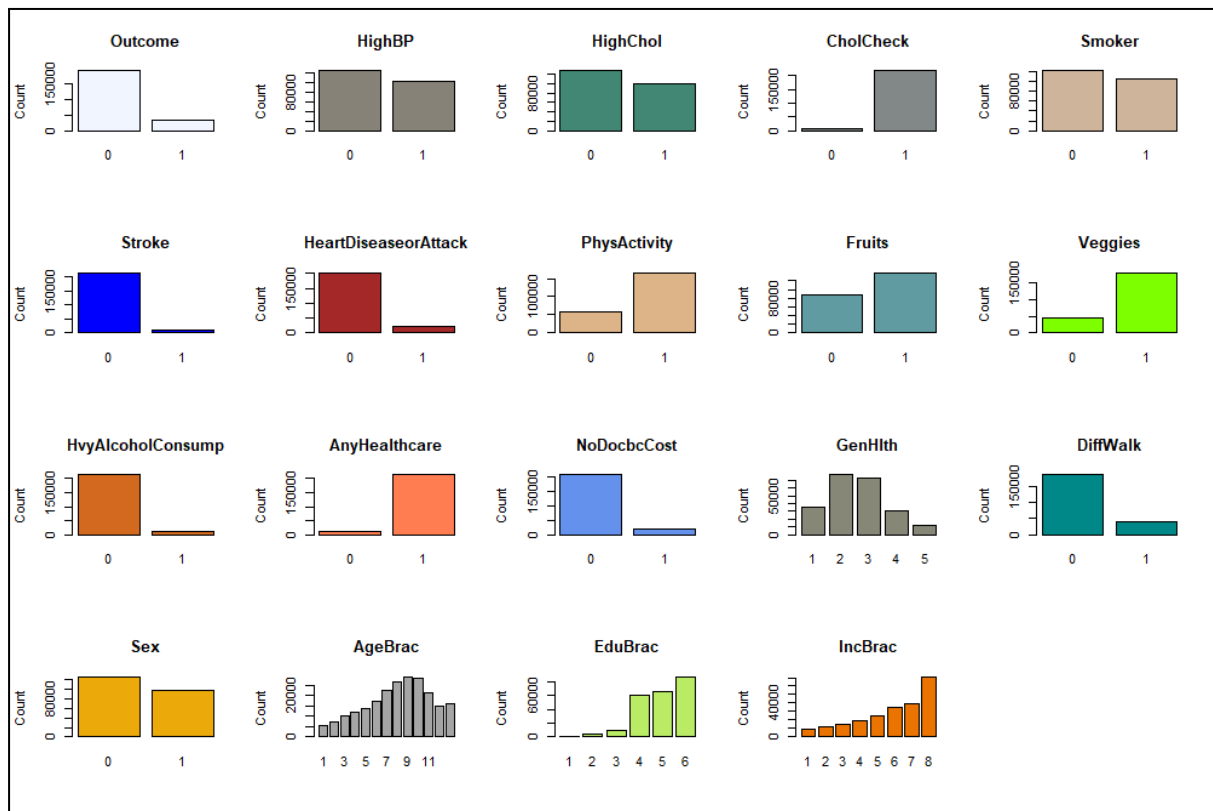 Outcome
Count
0 150000
0 1
HighBP
Count
0 80000
0 1
HighChol
Count
0 80000
0 1
CholCheck
Count
0 150000
0 1
Smoker
Count
0 80000
0 1
Stroke
Count
0 150000
0 1
HeartDiseaseorAttack
Count
0 150000
0 1
PhysActivity
Count
0 100000
0 1
Fruits
Count
0 80000
0 1
Veggies
Count
0 150000
0 1
HvyAlcoholConsump
Count
0 150000
0 1
AnyHealthcare
Count
0 150000
0 1
NoDocbcCost
Count
0 150000
0 1
GenHlth
Count
0 50000
1 2 3 4 5
DiffWalk
Count
0 150000
0 1
Sex
Count
0 80000
0 1
AgeBrac
Count
0 20000
1 3 5 7 9 11
EduBrac
Count
0 60000
1 2 3 4 5 6
IncBrac
Count
0 40000
1 2 3 4 5 6 7 8